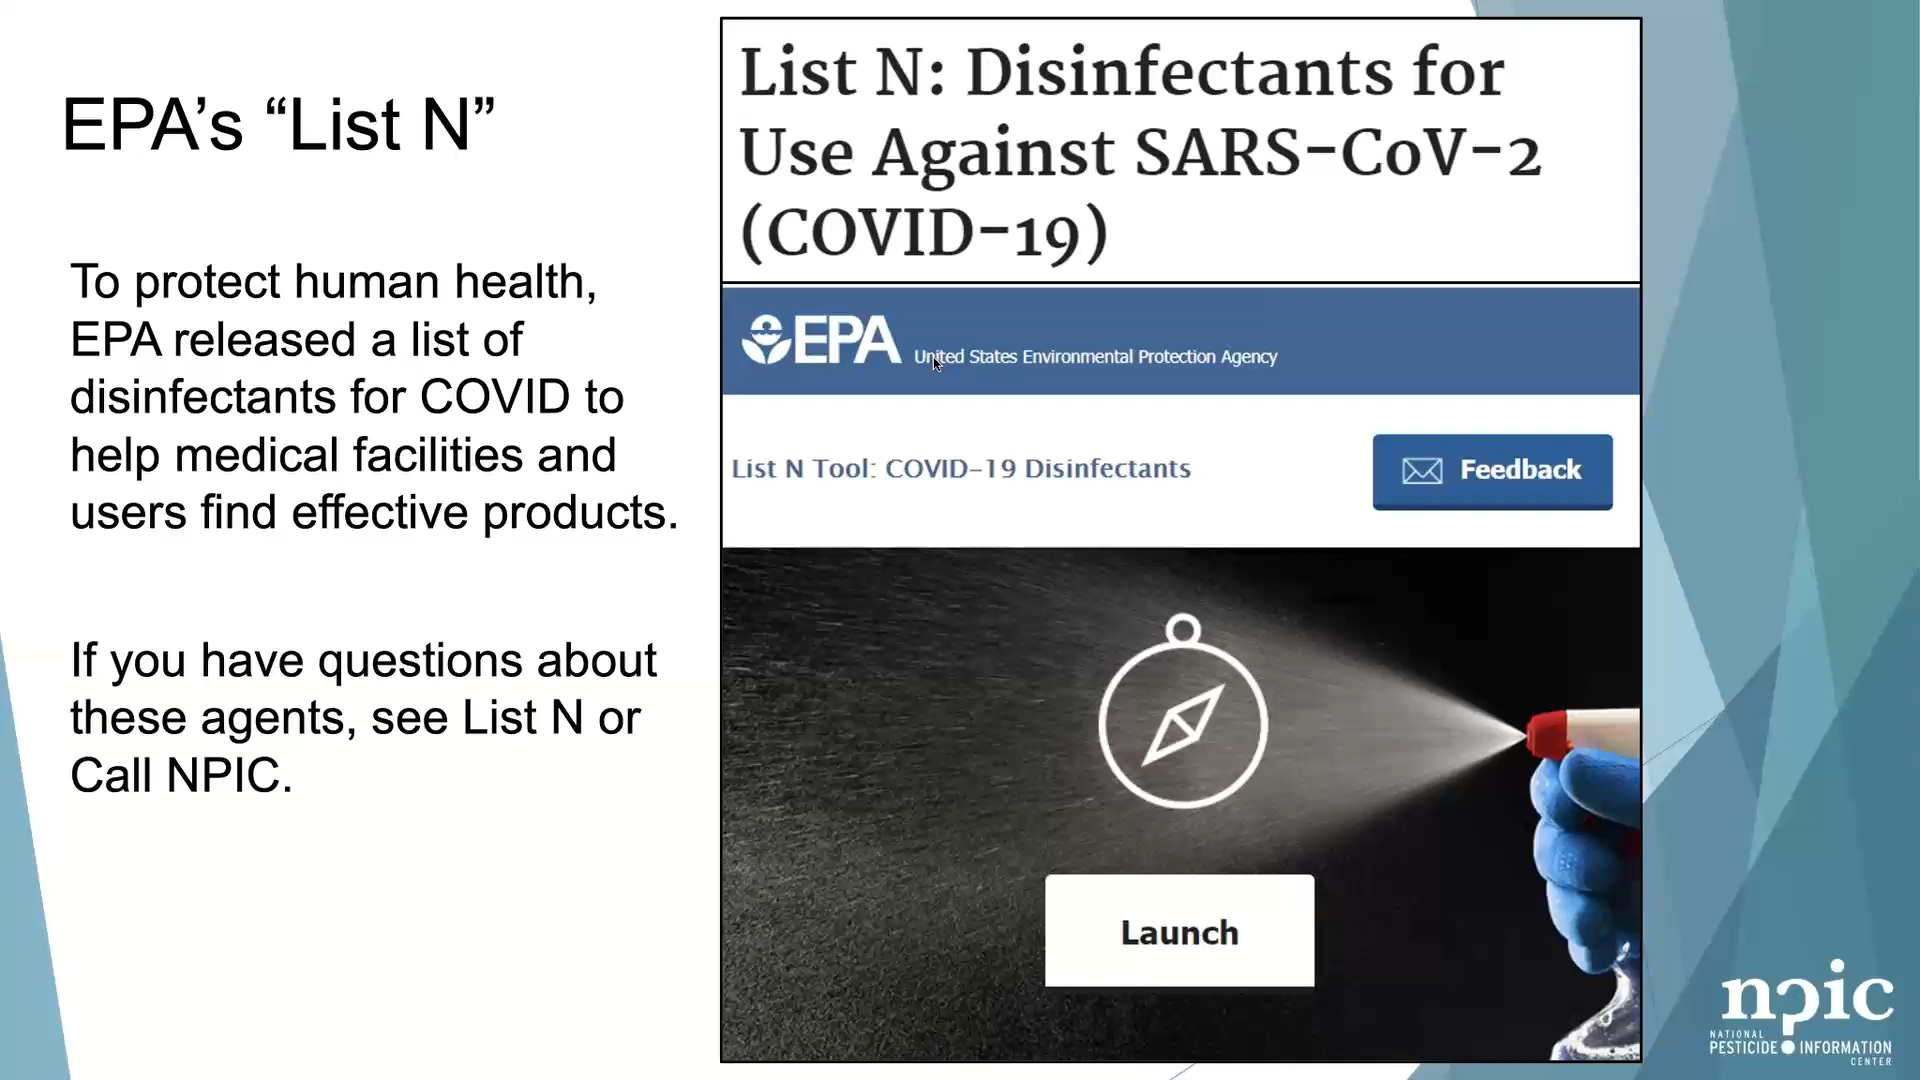 EPA’s “List N”
To protect human health,
EPA released a list of
disinfectants for COVID to
help medical facilities and
users find effective products.
If you have questions about
these agents, see List N or
Call NPIC.
List N: Disinfectants for
Use Against SARS-CoV-2
(COVID-19)
EPA United States Environmental Protection Agency
List N Tool: COVID-19 Disinfectants
Feedback
Launch
npic
NATIONAL
PESTICIDE INFORMATION
CENTER